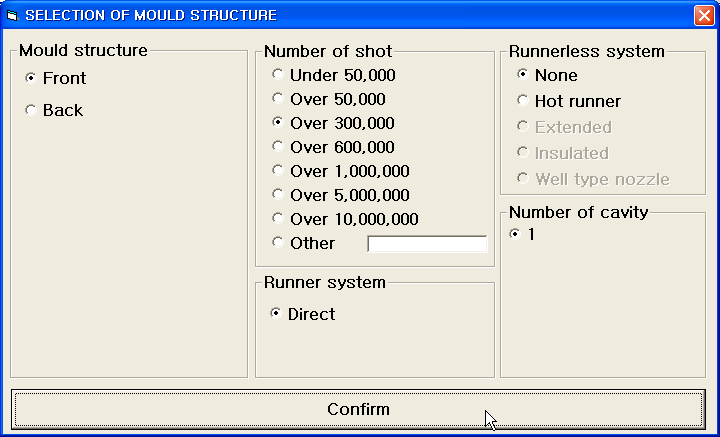 SELECTION OF MOULD STRUCTURE
Mould structure
Front
Back
Number of shot
Under 50,000
Over 50,000
Over 300,000
Over 600,000
Over 1,000,000
Over 5,000,000
Over 10,000,000
Other
Runner system
Direct
Runnerless system
None
Hot runner
Extended
Insulated
Well type nozzle
Number of cavity
1
Confirm